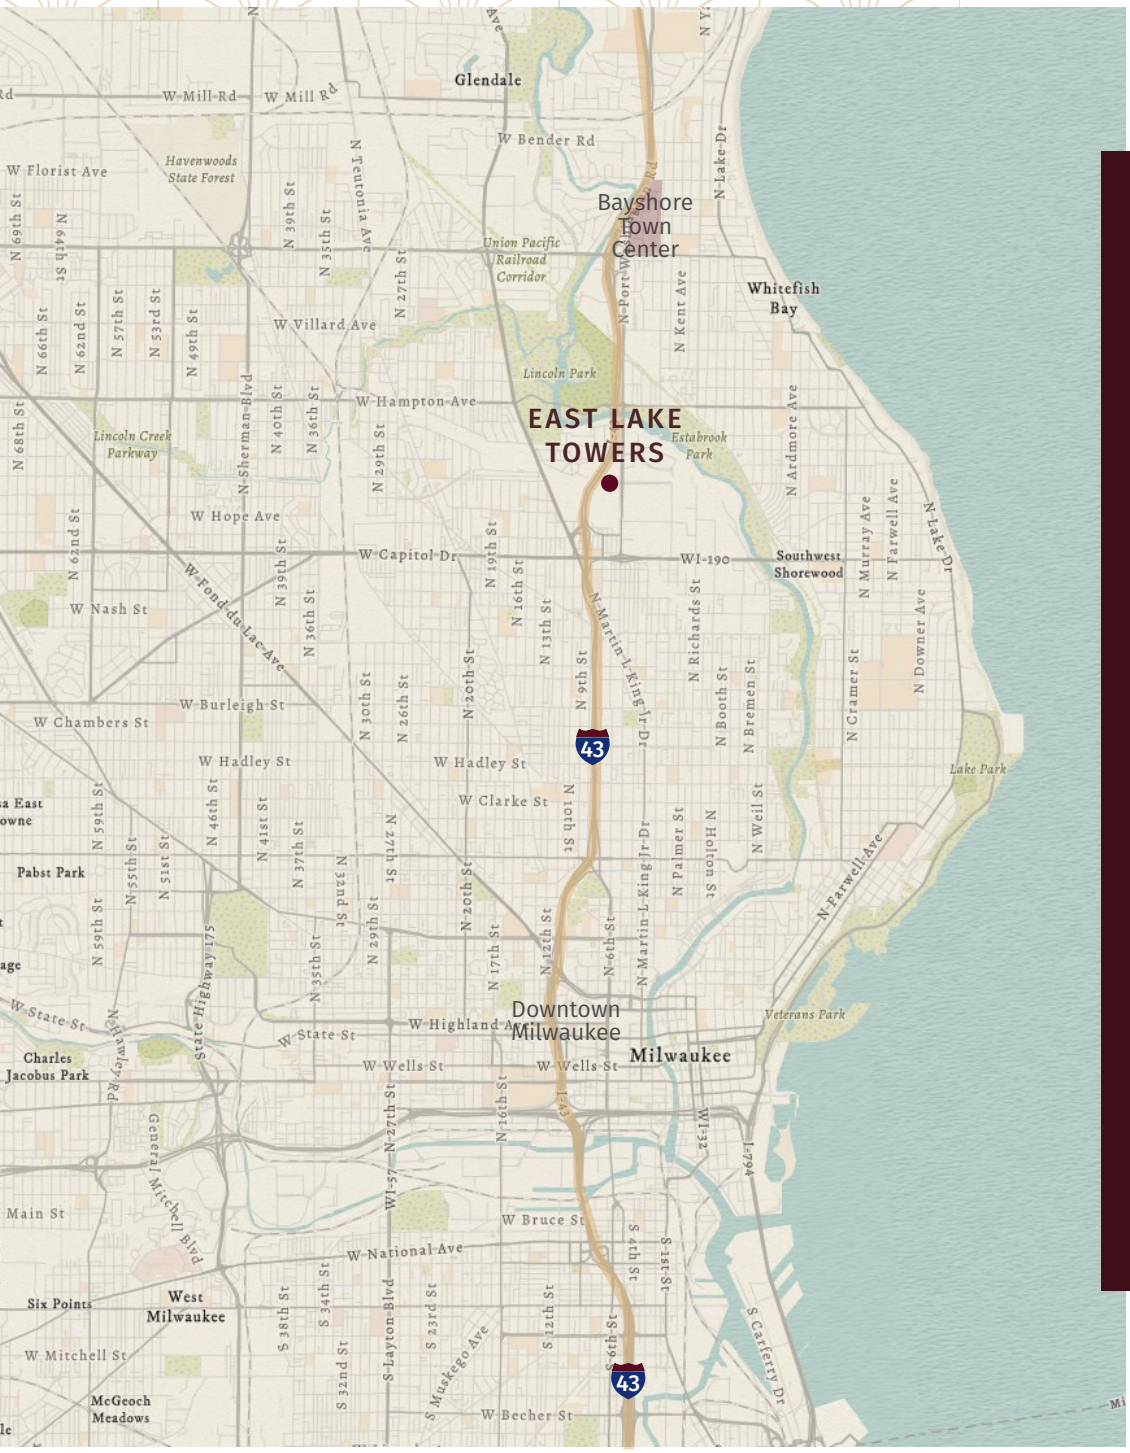 Glendale
W Mill Rd
W Mill Rd
W Bender Rd
W Florist Ave
Havenwoods
State Forest
N Teutonia Ave
N Lake Dr
N 69th St
N 64th St
N 39th St
N 35th St
N 27th St
Union Pacific
Railroad
Corridor
Bayshore
Town
Center
N Kent Ave
Whitefish
Bay
N 66th St
N 62nd St
N 57th St
N 53rd St
N 49th St
W Villard Ave
Lincoln Park
N 68th St
Lincoln Creek
Parkway
N Sherman Blvd
N 40th St
N 36th St
W Hampton Ave
N 29th St
EAST LAKE
TOWERS
Estabrook
Park
N Ardmore Ave
W Hope Ave
N 62nd St
N 39th St
W Capitol Dr
N 19th St
WI-190
Southwest
Shorewood
N Murray Ave
N Farwell Ave
N Lake Dr
W Fond du Lac Ave
W Nash St
N 36th St
N 16th St
N 13th St
N Martin L King Jr Dr
N Richards St
N Downer Ave
N 20th St
N 9th St
N 30th St
N 26th St
N Booth St
N Bremen St
N Cramer St
W Burleigh St
W Chambers St
43
W Hadley St
W Hadley St
Lake Park
W Clarke St
N 59th St
N 46th St
N 41st St
N 37th St
N 10th St
N Weil St
N 55th St
N 51st St
N 32nd St
N 27th St
N Palmer St
N Holton St
Pabst Park
N 20th St
N Martin L King Jr Dr
N Farwell Ave
N 59th St
State Highway 175
N 35th St
N 29th St
N 17th St
N 12th St
N 6th St
W State St
N Hawley Rd
W State St
W Highland Ave
Downtown
Milwaukee
Milwaukee
Veterans Park
Charles
Jacobus Park
W Wells St
W Wells St
I-43
N 16th St
N 27th St
WI-32
I-794
General Mitchell Blvd
WI-57
Main St
W Bruce St
W National Ave
S 4th St
S 1st St
Six Points
West
Milwaukee
S 38th St
S 34th St
S Layton Blvd
S 23rd St
S 12th St
S 6th St
S Carferry Dr
W Mitchell St
S 32nd St
S Muskego Ave
43
McGeoch
Meadows
W Becher St